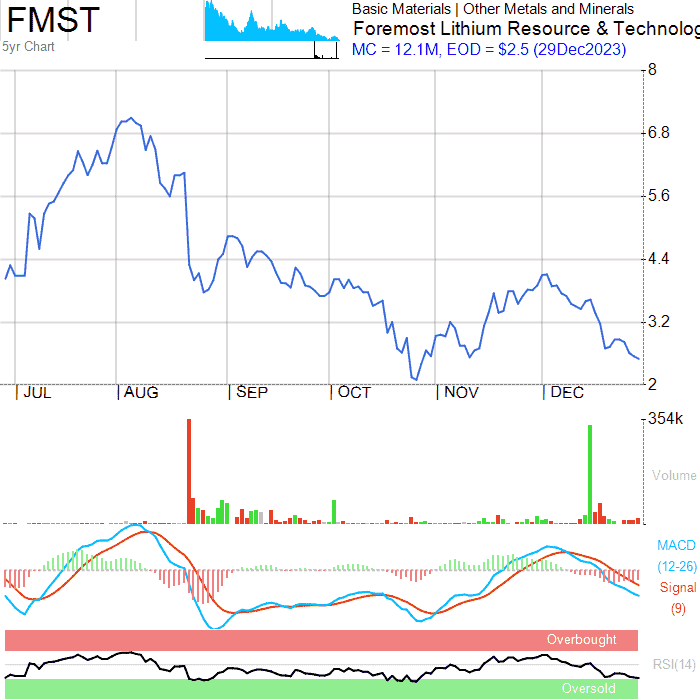 FMST
5yr Chart
Basic Materials | Other Metals and Minerals
Foremost Lithium Resource & Technolog
MC = 12.1M, EOD = $2.5 (29Dec2023)
8
6.8
5.6
4.4
3.2
2
JUL AUG SEP OCT NOV DEC
354k
Volume
MACD
(12-26)
Signal
(9)
Overbought
RSI(14)
Oversold